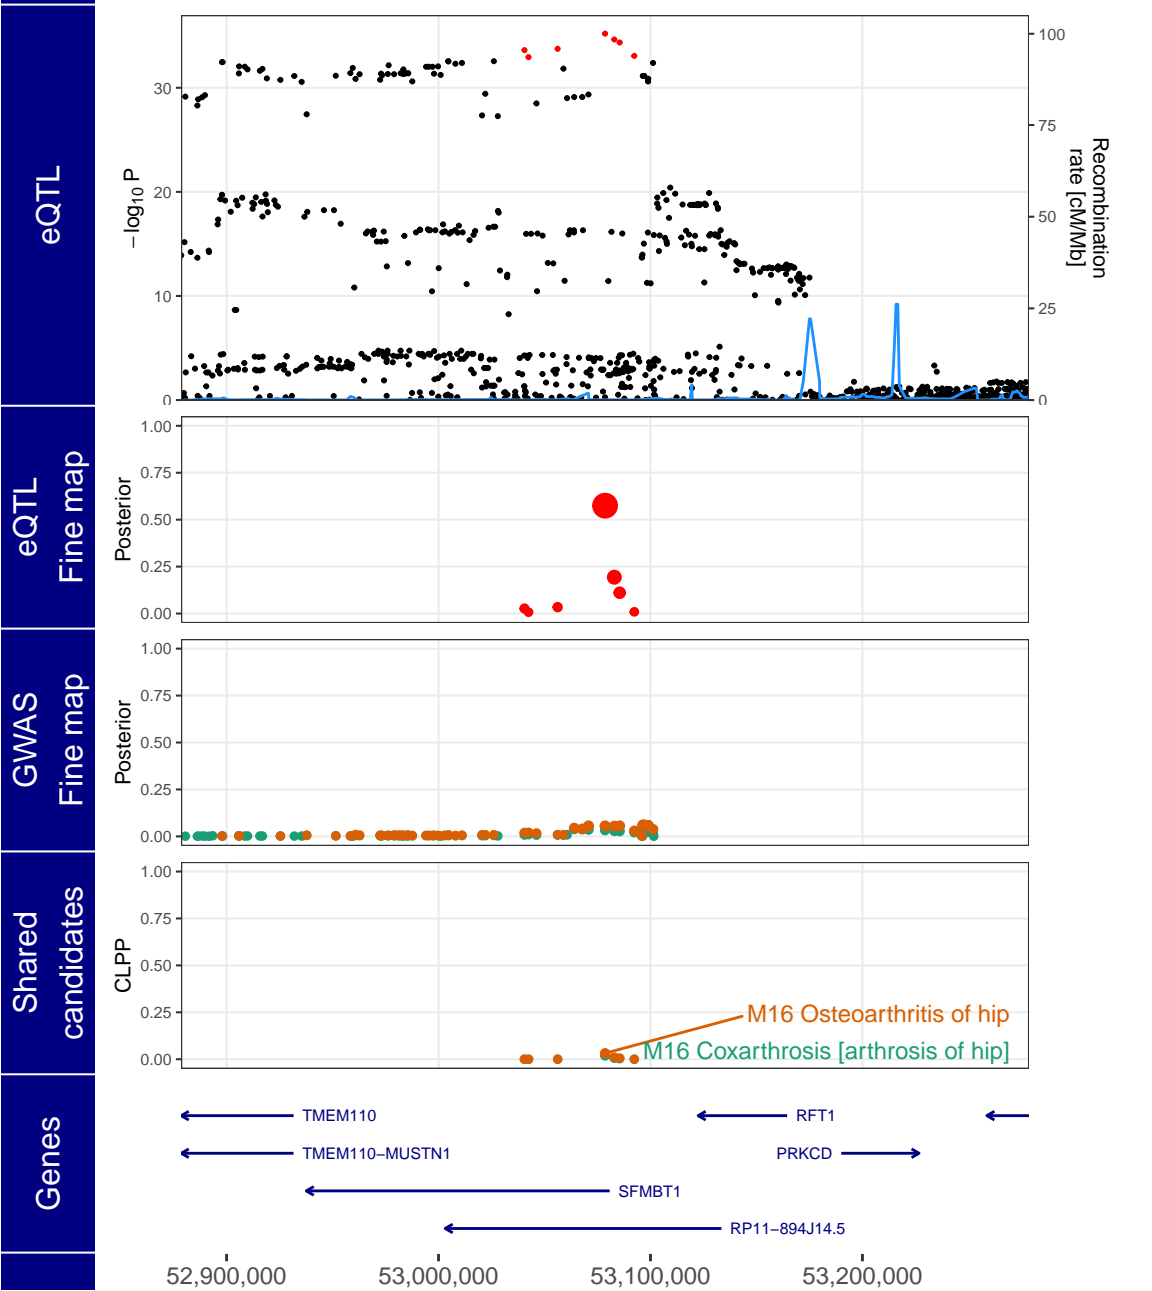 eQTL
− log10 P
30
20
10
0
100
75
50
25
0
Recombination
rate [cM/Mb]
eQTL
Fine map
Posterior
1.00
0.75
0.50
0.25
0.00
GWAS
Fine map
Posterior
1.00
0.75
0.50
0.25
0.00
Shared
candidates
CLPP
1.00
0.75
0.50
0.25
0.00
M16 Osteoarthritis of hip
M16 Coxarthrosis [arthrosis of hip]
Genes
TMEM110
RFT1
TMEM110−MUSTN1
PRKCD
SFMBT1
RP11−894J14.5
52,900,000
53,000,000
53,100,000
53,200,000